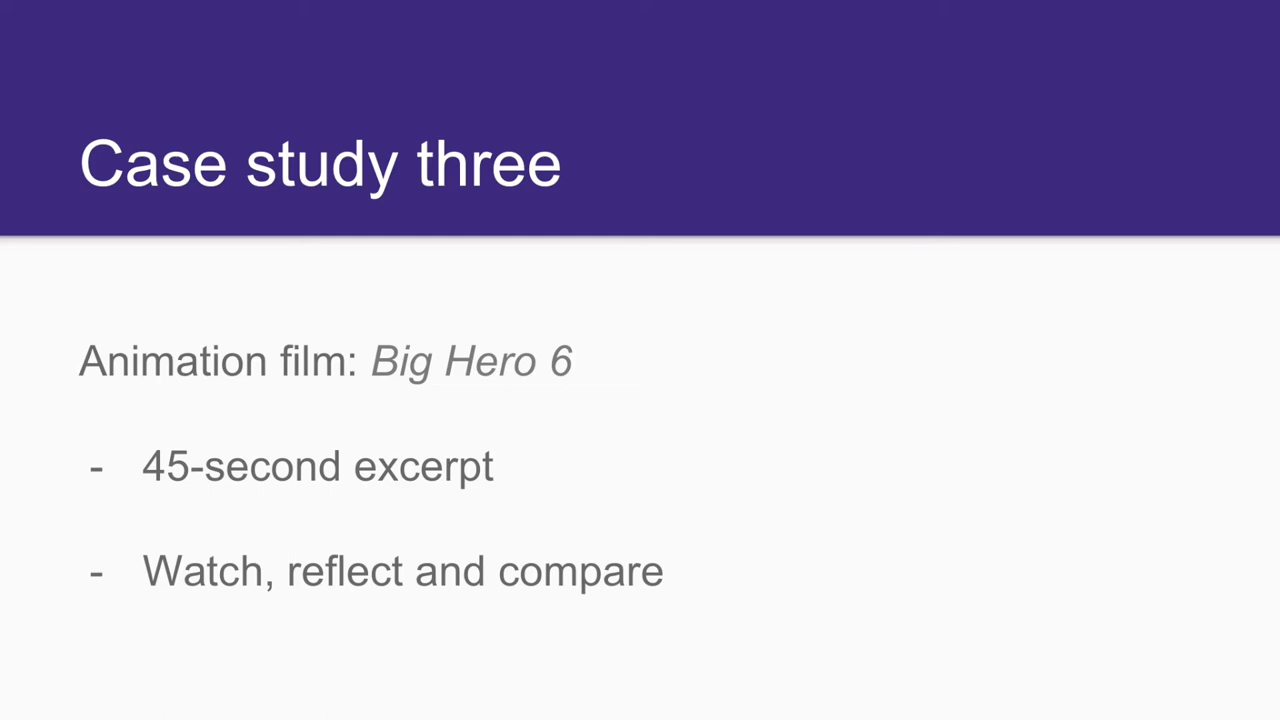 Case study three
Animation film: Big Hero 6
- 45-second excerpt
- Watch, reflect and compare